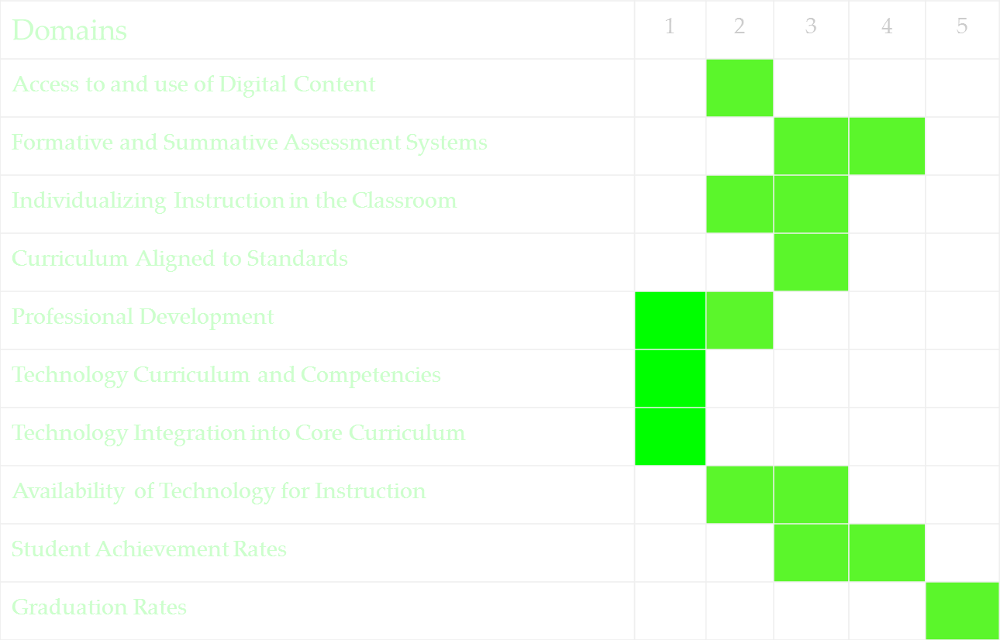 Domains 1 2 3 4 5
Access to and use of Digital Content
Formative and Summative Assessment Systems
Individualizing Instruction in the Classroom
Curriculum Aligned to Standards
Professional Development
Technology Curriculum and Competencies
Technology Integration into Core Curriculum
Availability of Technology for Instruction
Student Achievement Rates
Graduation Rates